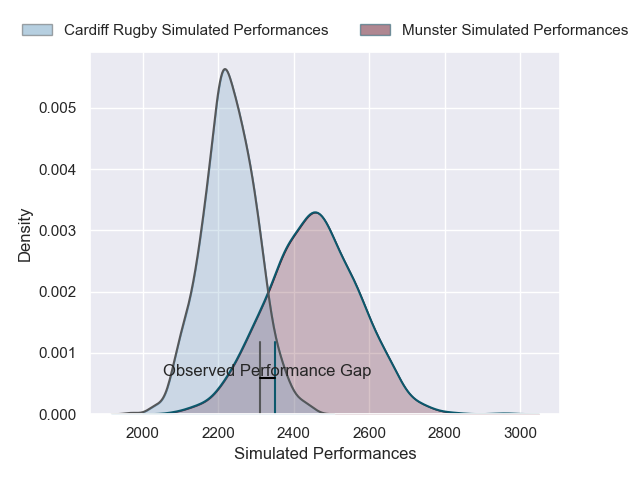 Cardiff Rugby Simulated Performances
Munster Simulated Performances
Density
0.005
0.004
0.003
0.002
0.001
0.000
Observed Performance Gap
2000 2200 2400 2600 2800 3000
Simulated Performances